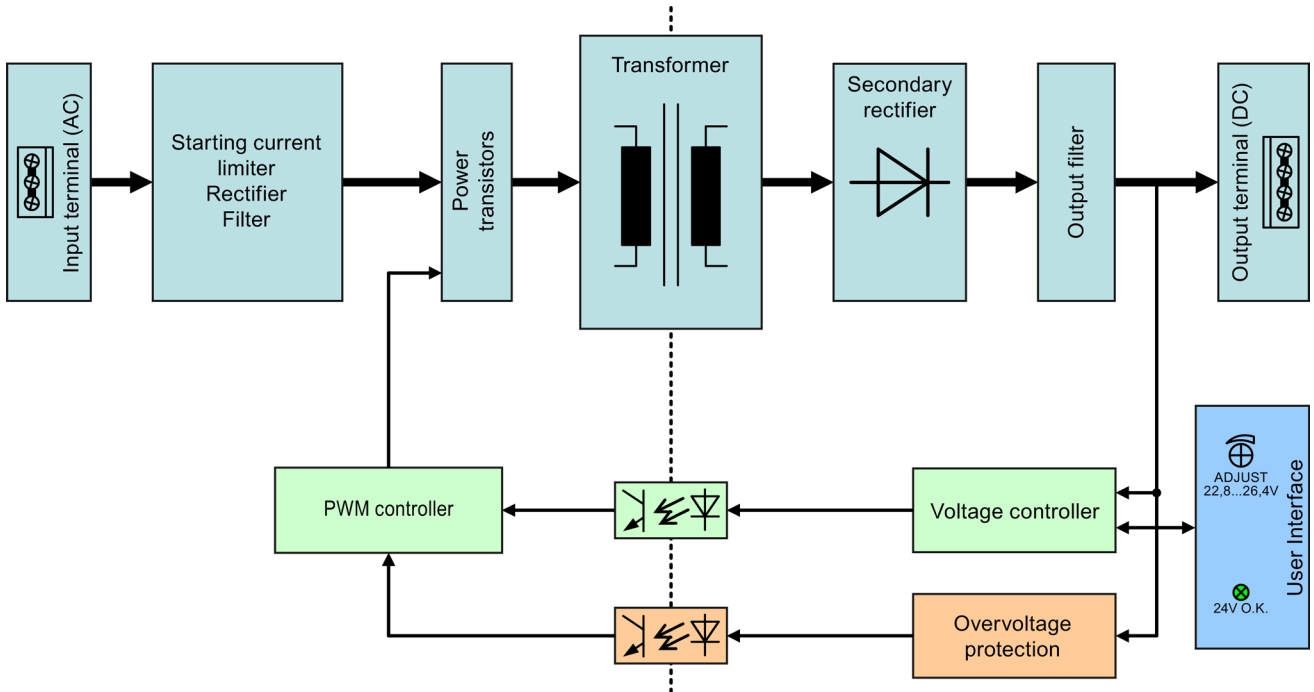 Input terminal (AC)
Starting current
limiter
Rectifier
Filter
Power
transistors
Transformer
Secondary
rectifier
Output filter
Output terminal (DC)
PWM controller
Voltage controller
ADJUST
22,8...26,4V
User Interface
24V O.K.
Overvoltage
protection